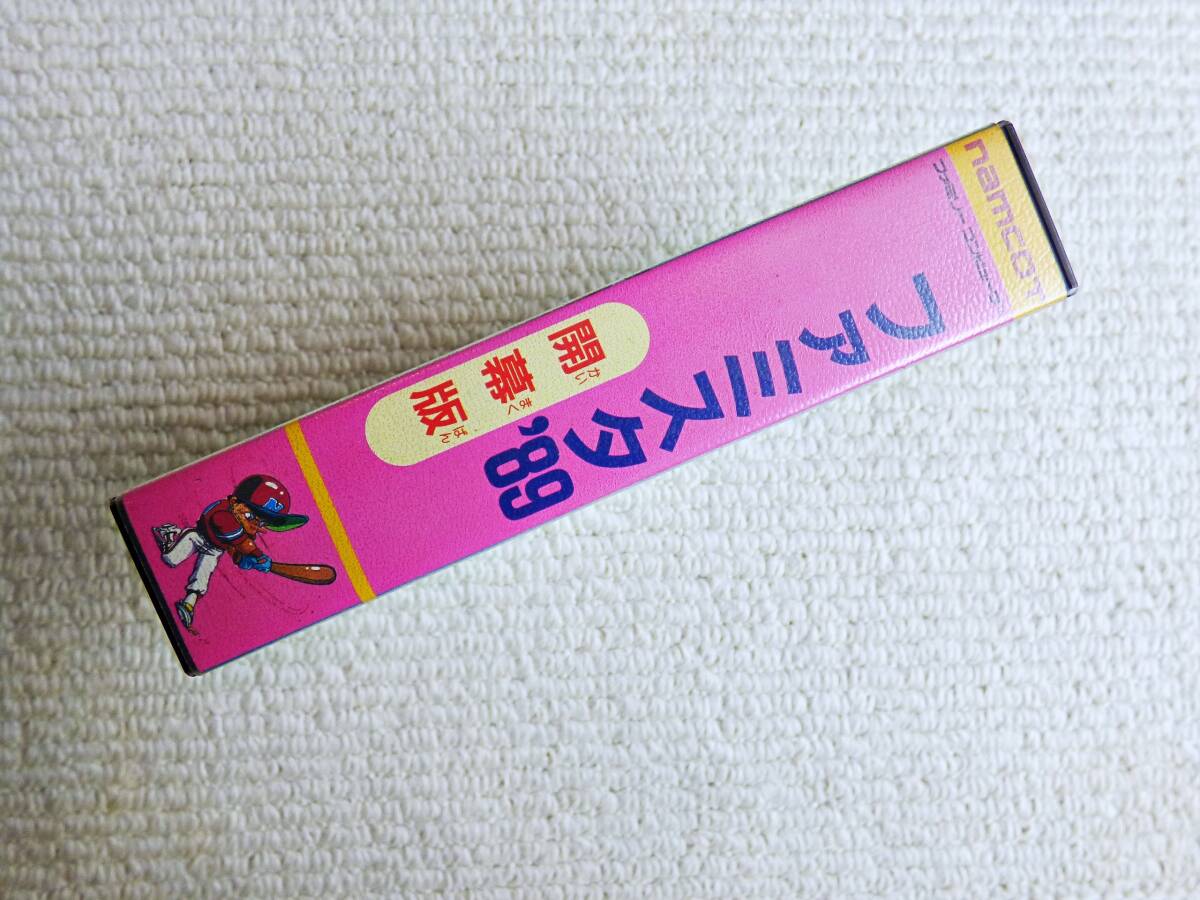 namcot
ファミリーコンピュータ
ファミスタ'89
開幕版
かいまくばん
N